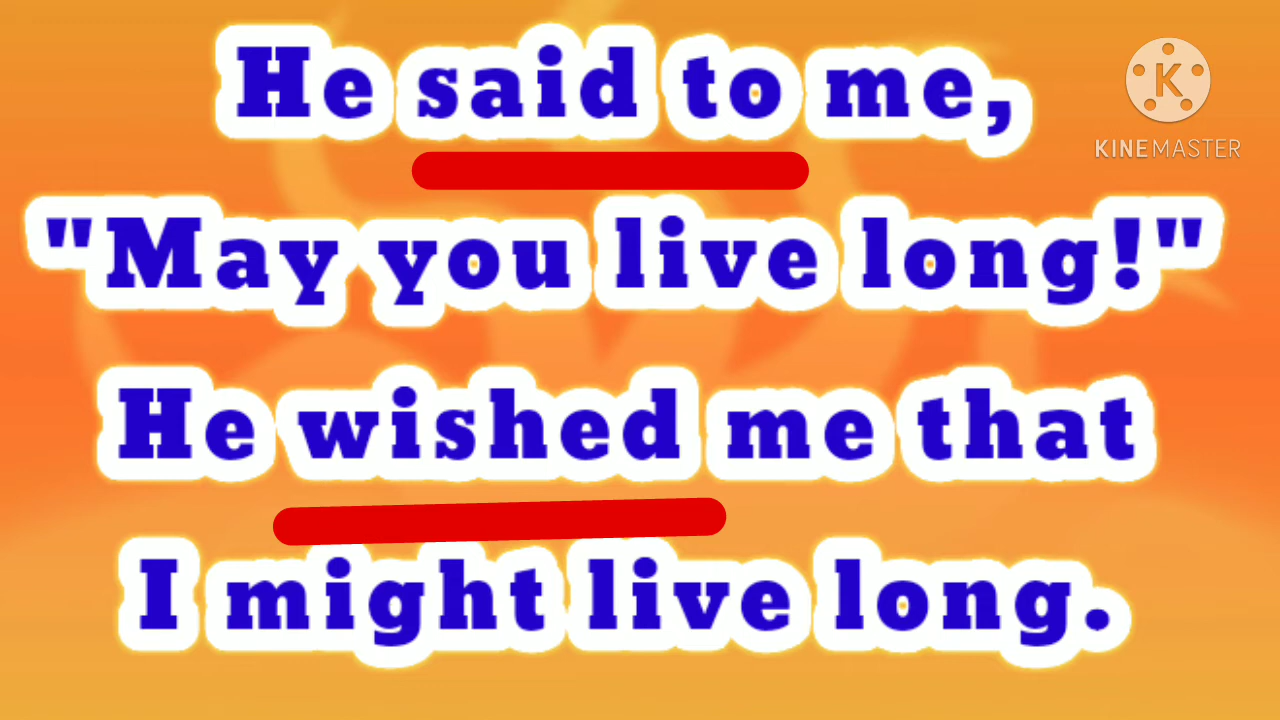 He said to me,
KINEMASTER
"May you live long!"
He wished me that
I might live long.